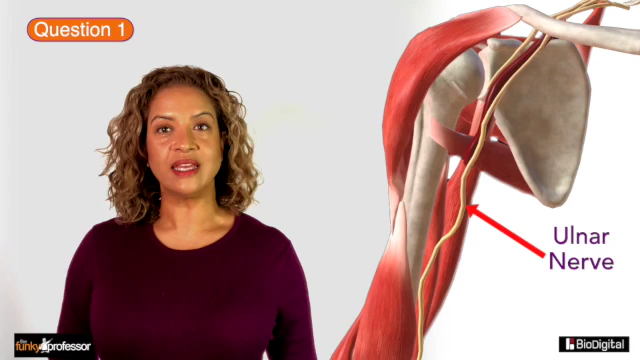 Question 1
Ulnar
Nerve
the
funky professor
BioDigital